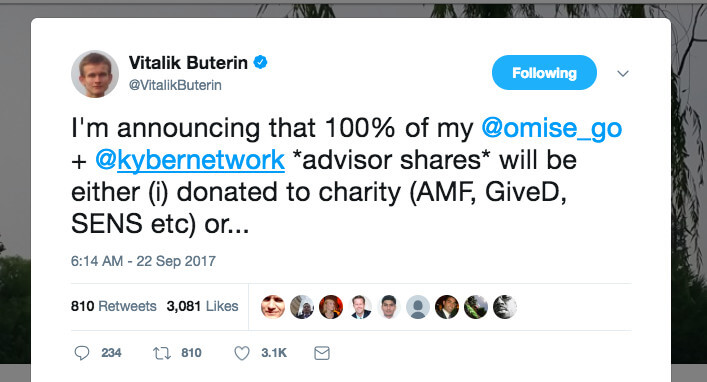 Vitalik Buterin
@VitalikButerin
Following
I'm announcing that 100% of my @omise_go
+ @kybernetwork *advisor shares* will be
either (i) donated to charity (AMF, GiveD,
SENS etc) or...
6:14 AM - 22 Sep 2017
810 Retweets 3,081 Likes
234 810 3.1K